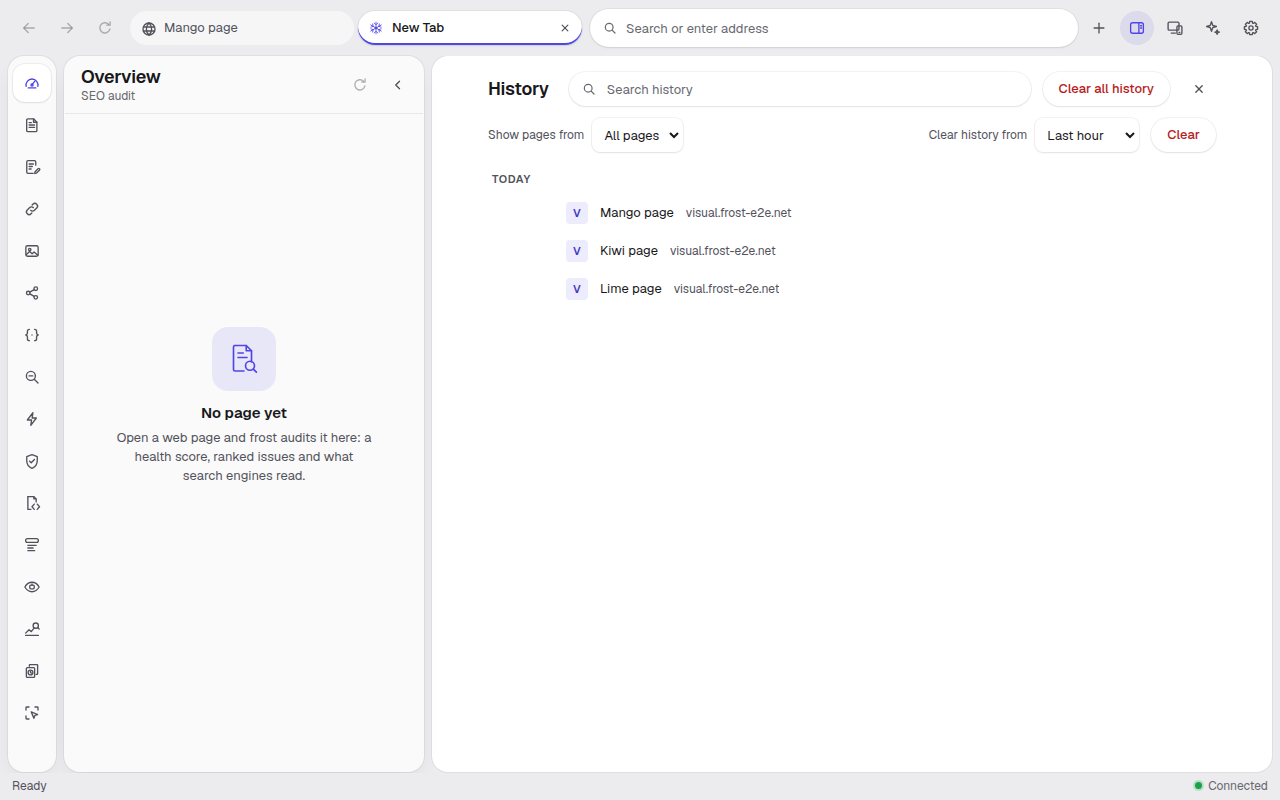 Mango page
New Tab
Search or enter address
Overview
SEO audit
No page yet
Open a web page and frost audits it here: a
health score, ranked issues and what
search engines read.
History
Search history
Clear all history
Show pages from
All pages
Clear history from
Last hour
Clear
TODAY
V Mango page visual.frost-e2e.net
V Kiwi page visual.frost-e2e.net
V Lime page visual.frost-e2e.net
Ready
Connected